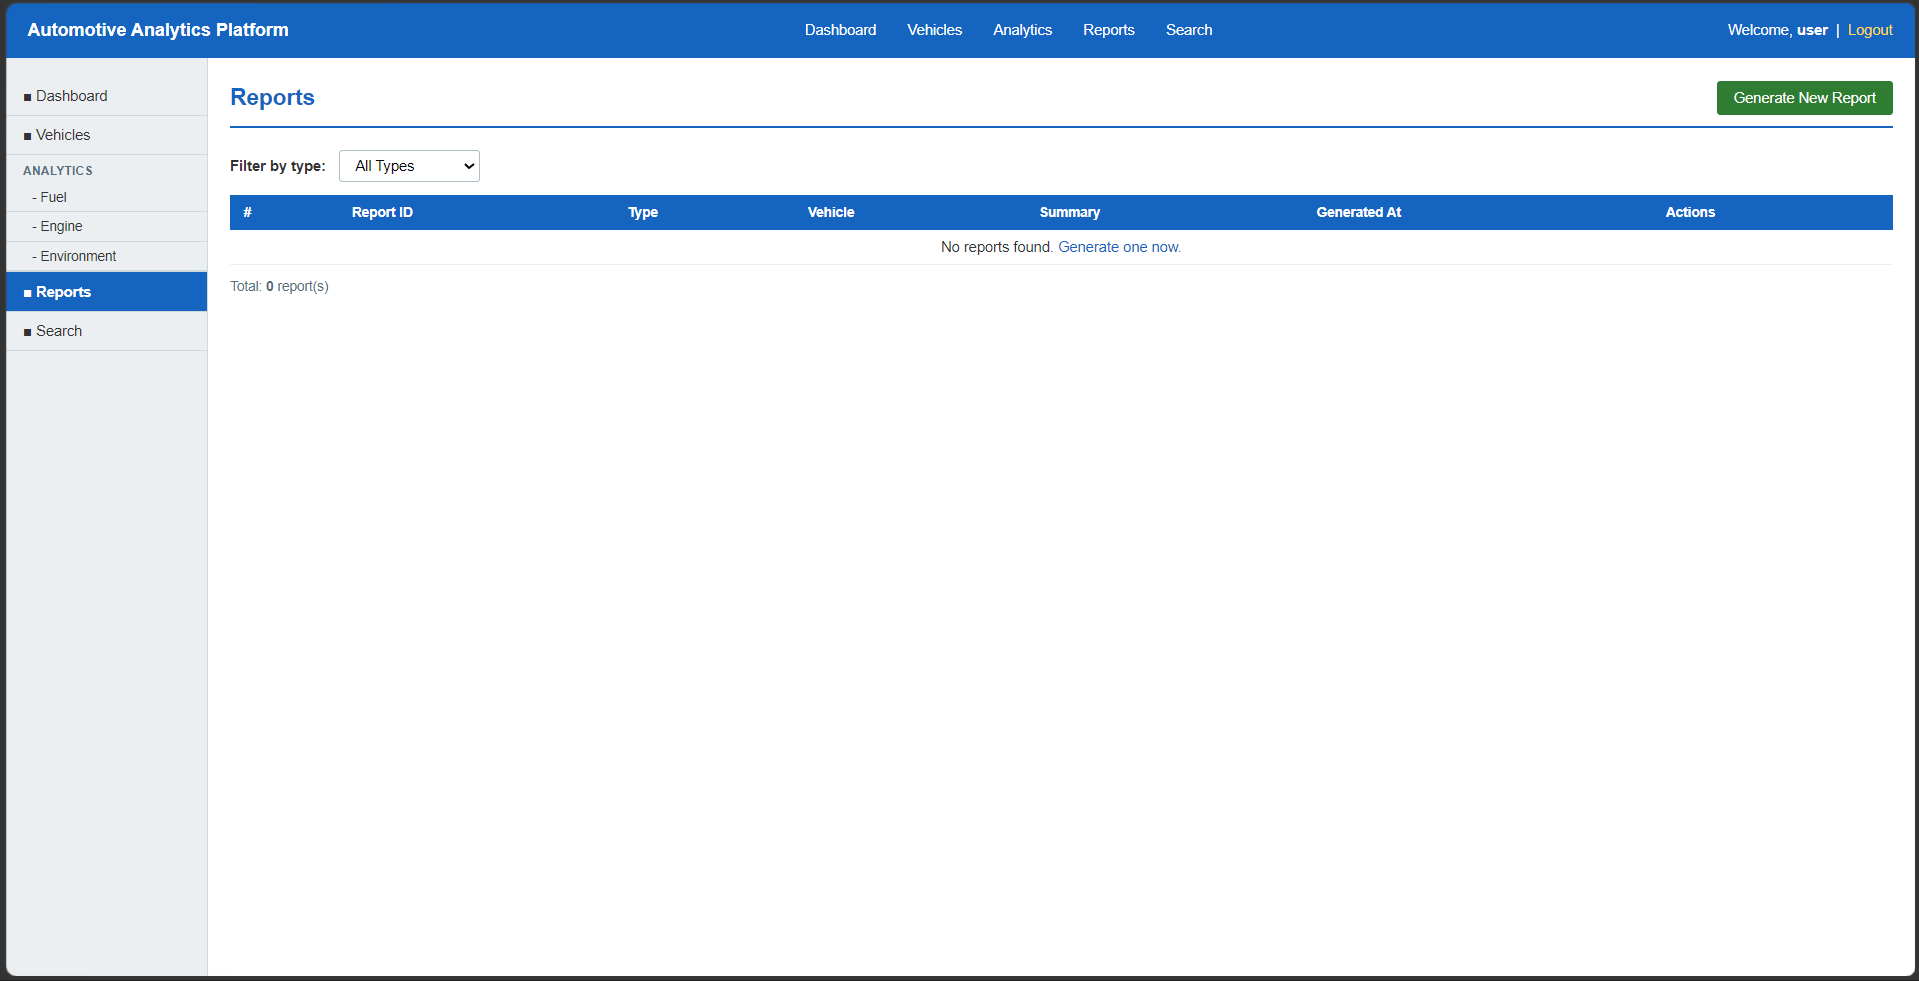 Automotive Analytics Platform
Dashboard Vehicles Analytics Reports Search
Welcome, user | Logout
Dashboard
Vehicles
ANALYTICS
- Fuel
- Engine
- Environment
Reports
Search
Reports
Generate New Report
Filter by type: All Types
# Report ID Type Vehicle Summary Generated At Actions
No reports found. Generate one now.
Total: 0 report(s)